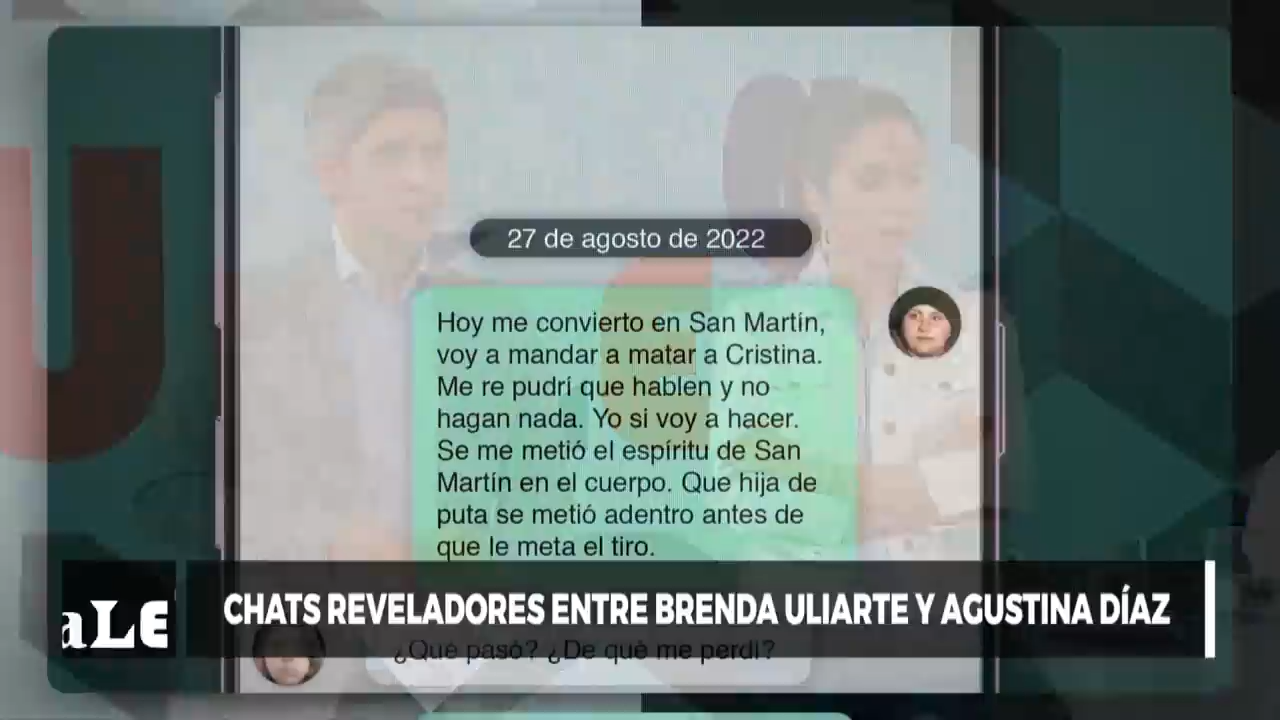 27 de agosto de 2022
Hoy me convierto en San Martín,
voy a mandar a matar a Cristina.
Me re pudrí que hablen y no
hagan nada. Yo si voy a hacer.
Se me metió el espíritu de San
Martín en el cuerpo. Que hija de
puta se metió adentro antes de
que le meta el tiro.
aLE
CHATS REVELADORES ENTRE BRENDA ULIARTE Y AGUSTINA DÍAZ
¿Qué pasó? ¿De qué me perdí?